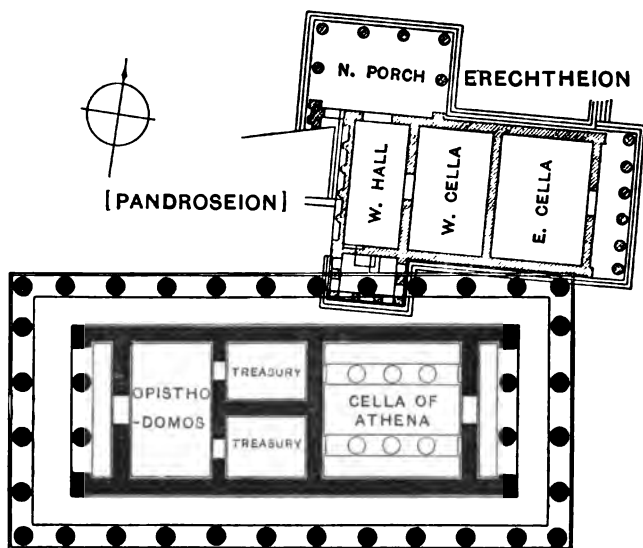 N. PORCH
ERECHTHEION
[PANDROSEION]
W. HALL
W. CELLA
E. CELLA
OPISTHO
-DOMOS
TREASURY
TREASURY
CELLA OF
ATHENA